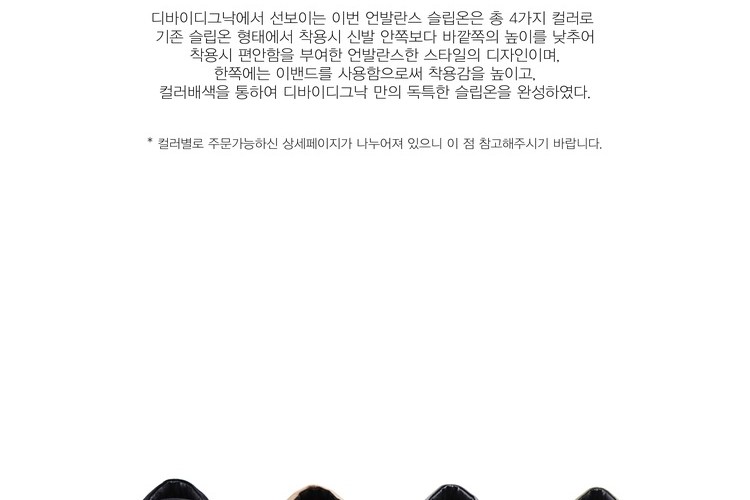 디바이디그낙에서 선보이는 이번 언발란스 슬립온은 총 4가지 컬러로
기존 슬립온 형태에서 착용시 신발 안쪽보다 바깥쪽의 높이를 낮추어
착용시 편안함을 부여한 언발란스한 스타일의 디자인이며,
한쪽에는 이밴드를 사용함으로써 착용감을 높이고,
컬러배색을 통하여 디바이디그낙 만의 독특한 슬립온을 완성하였다.
* 컬러별로 주문가능하신 상세페이지가 나누어져 있으니 이 점 참고해주시기 바랍니다.